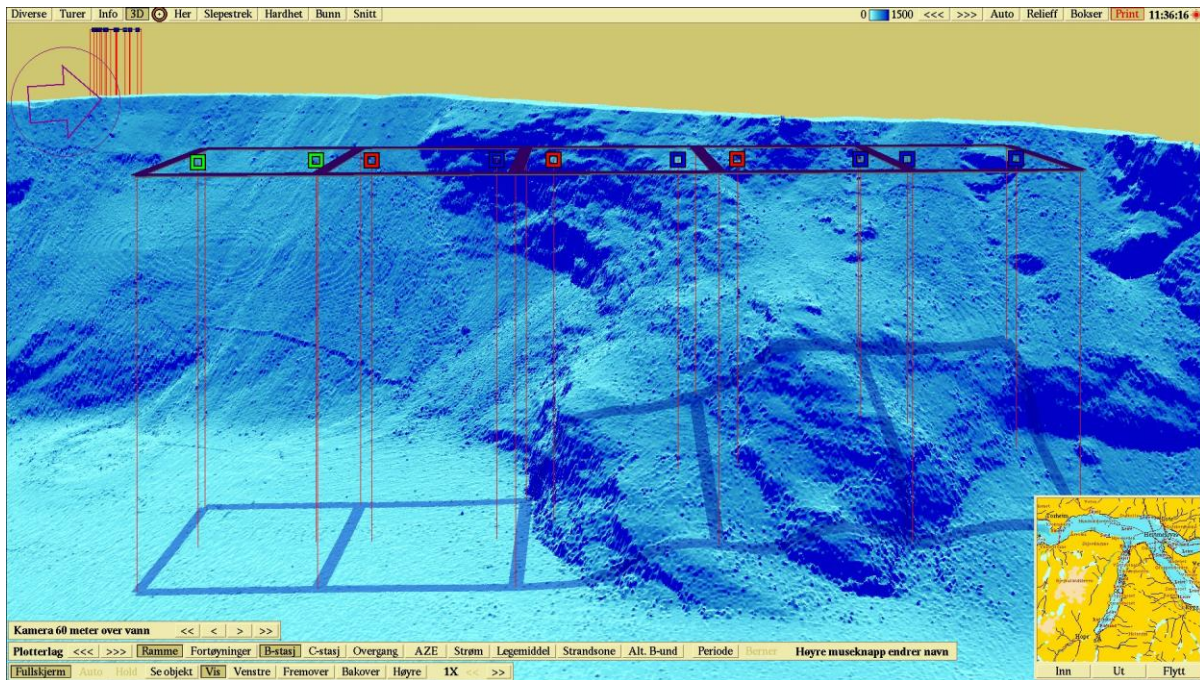 Diverse Turer Info 3D Her Slepestrek Hardhet Bunn Snitt 0 1500 <<< >>> Auto Relieff Bokser Print 11:36:16
Kamera 60 meter over vann << < > >>
Plotterlag <<< >>> Ramme Fortøyninger B-stasj C-stasj Overgang AZE Strøm Legemiddel Strandsone Alt. B-und Periode Berner Høyre museknapp endrer navn
Fullskjerm Auto Hold Se objekt Vis Venstre Fremover Bakover Høyre 1X << >>
Inn Ut Flytt